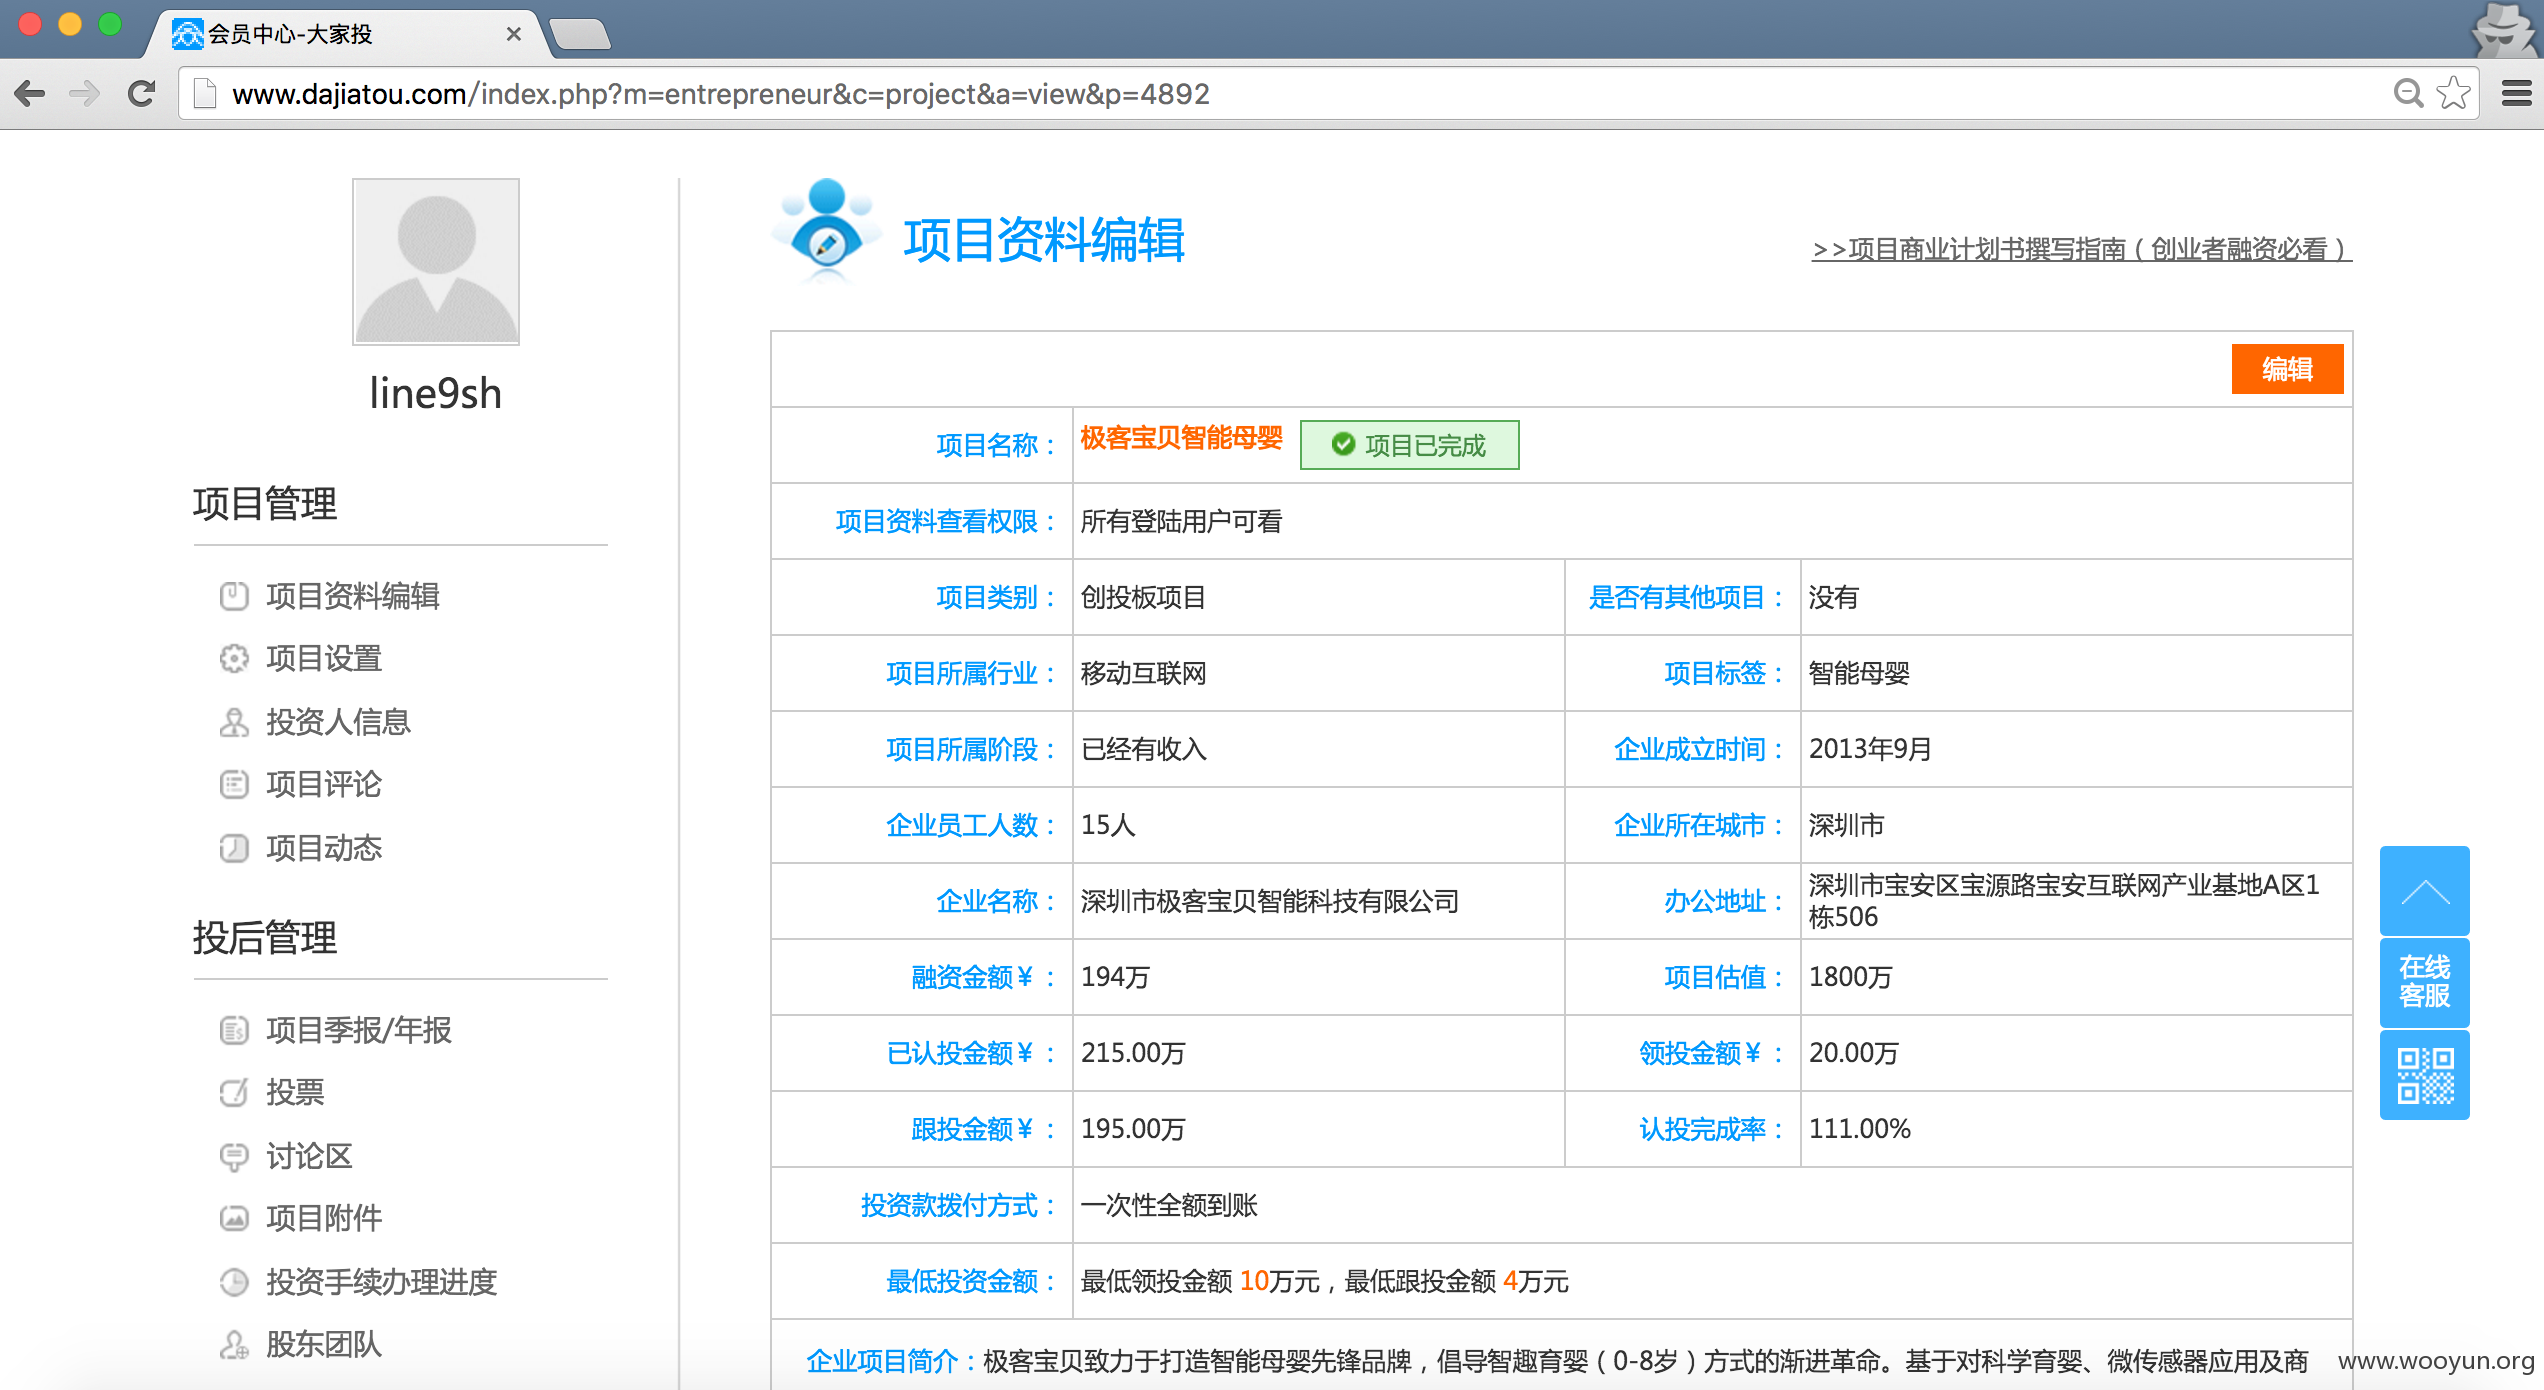 会员中心-大家投
www.dajiatou.com/index.php?m=entrepreneur&c=project&a=view&p=4892
line9sh
项目管理
项目资料编辑
项目设置
投资人信息
项目评论
项目动态
投后管理
项目季报/年报
投票
讨论区
项目附件
投资手续办理进度
股东团队
项目资料编辑
>>项目商业计划书撰写指南（创业者融资必看）
编辑
项目名称： 极客宝贝智能母婴 项目已完成
项目资料查看权限： 所有登陆用户可看
项目类别： 创投板项目 是否有其他项目： 没有
项目所属行业： 移动互联网 项目标签： 智能母婴
项目所属阶段： 已经有收入 企业成立时间： 2013年9月
企业员工人数： 15人 企业所在城市： 深圳市
企业名称： 深圳市极客宝贝智能科技有限公司 办公地址： 深圳市宝安区宝源路宝安互联网产业基地A区1
栋506
融资金额¥ ： 194万 项目估值： 1800万
已认投金额¥ ： 215.00万 领投金额¥ ： 20.00万
跟投金额¥ ： 195.00万 认投完成率： 111.00%
投资款拨付方式： 一次性全额到账
最低投资金额： 最低领投金额 10万元，最低跟投金额 4万元
企业项目简介：极客宝贝致力于打造智能母婴先锋品牌，倡导智趣育婴（0-8岁）方式的渐进革命。基于对科学育婴、微传感器应用及商
在线
客服
www.wooyun.org